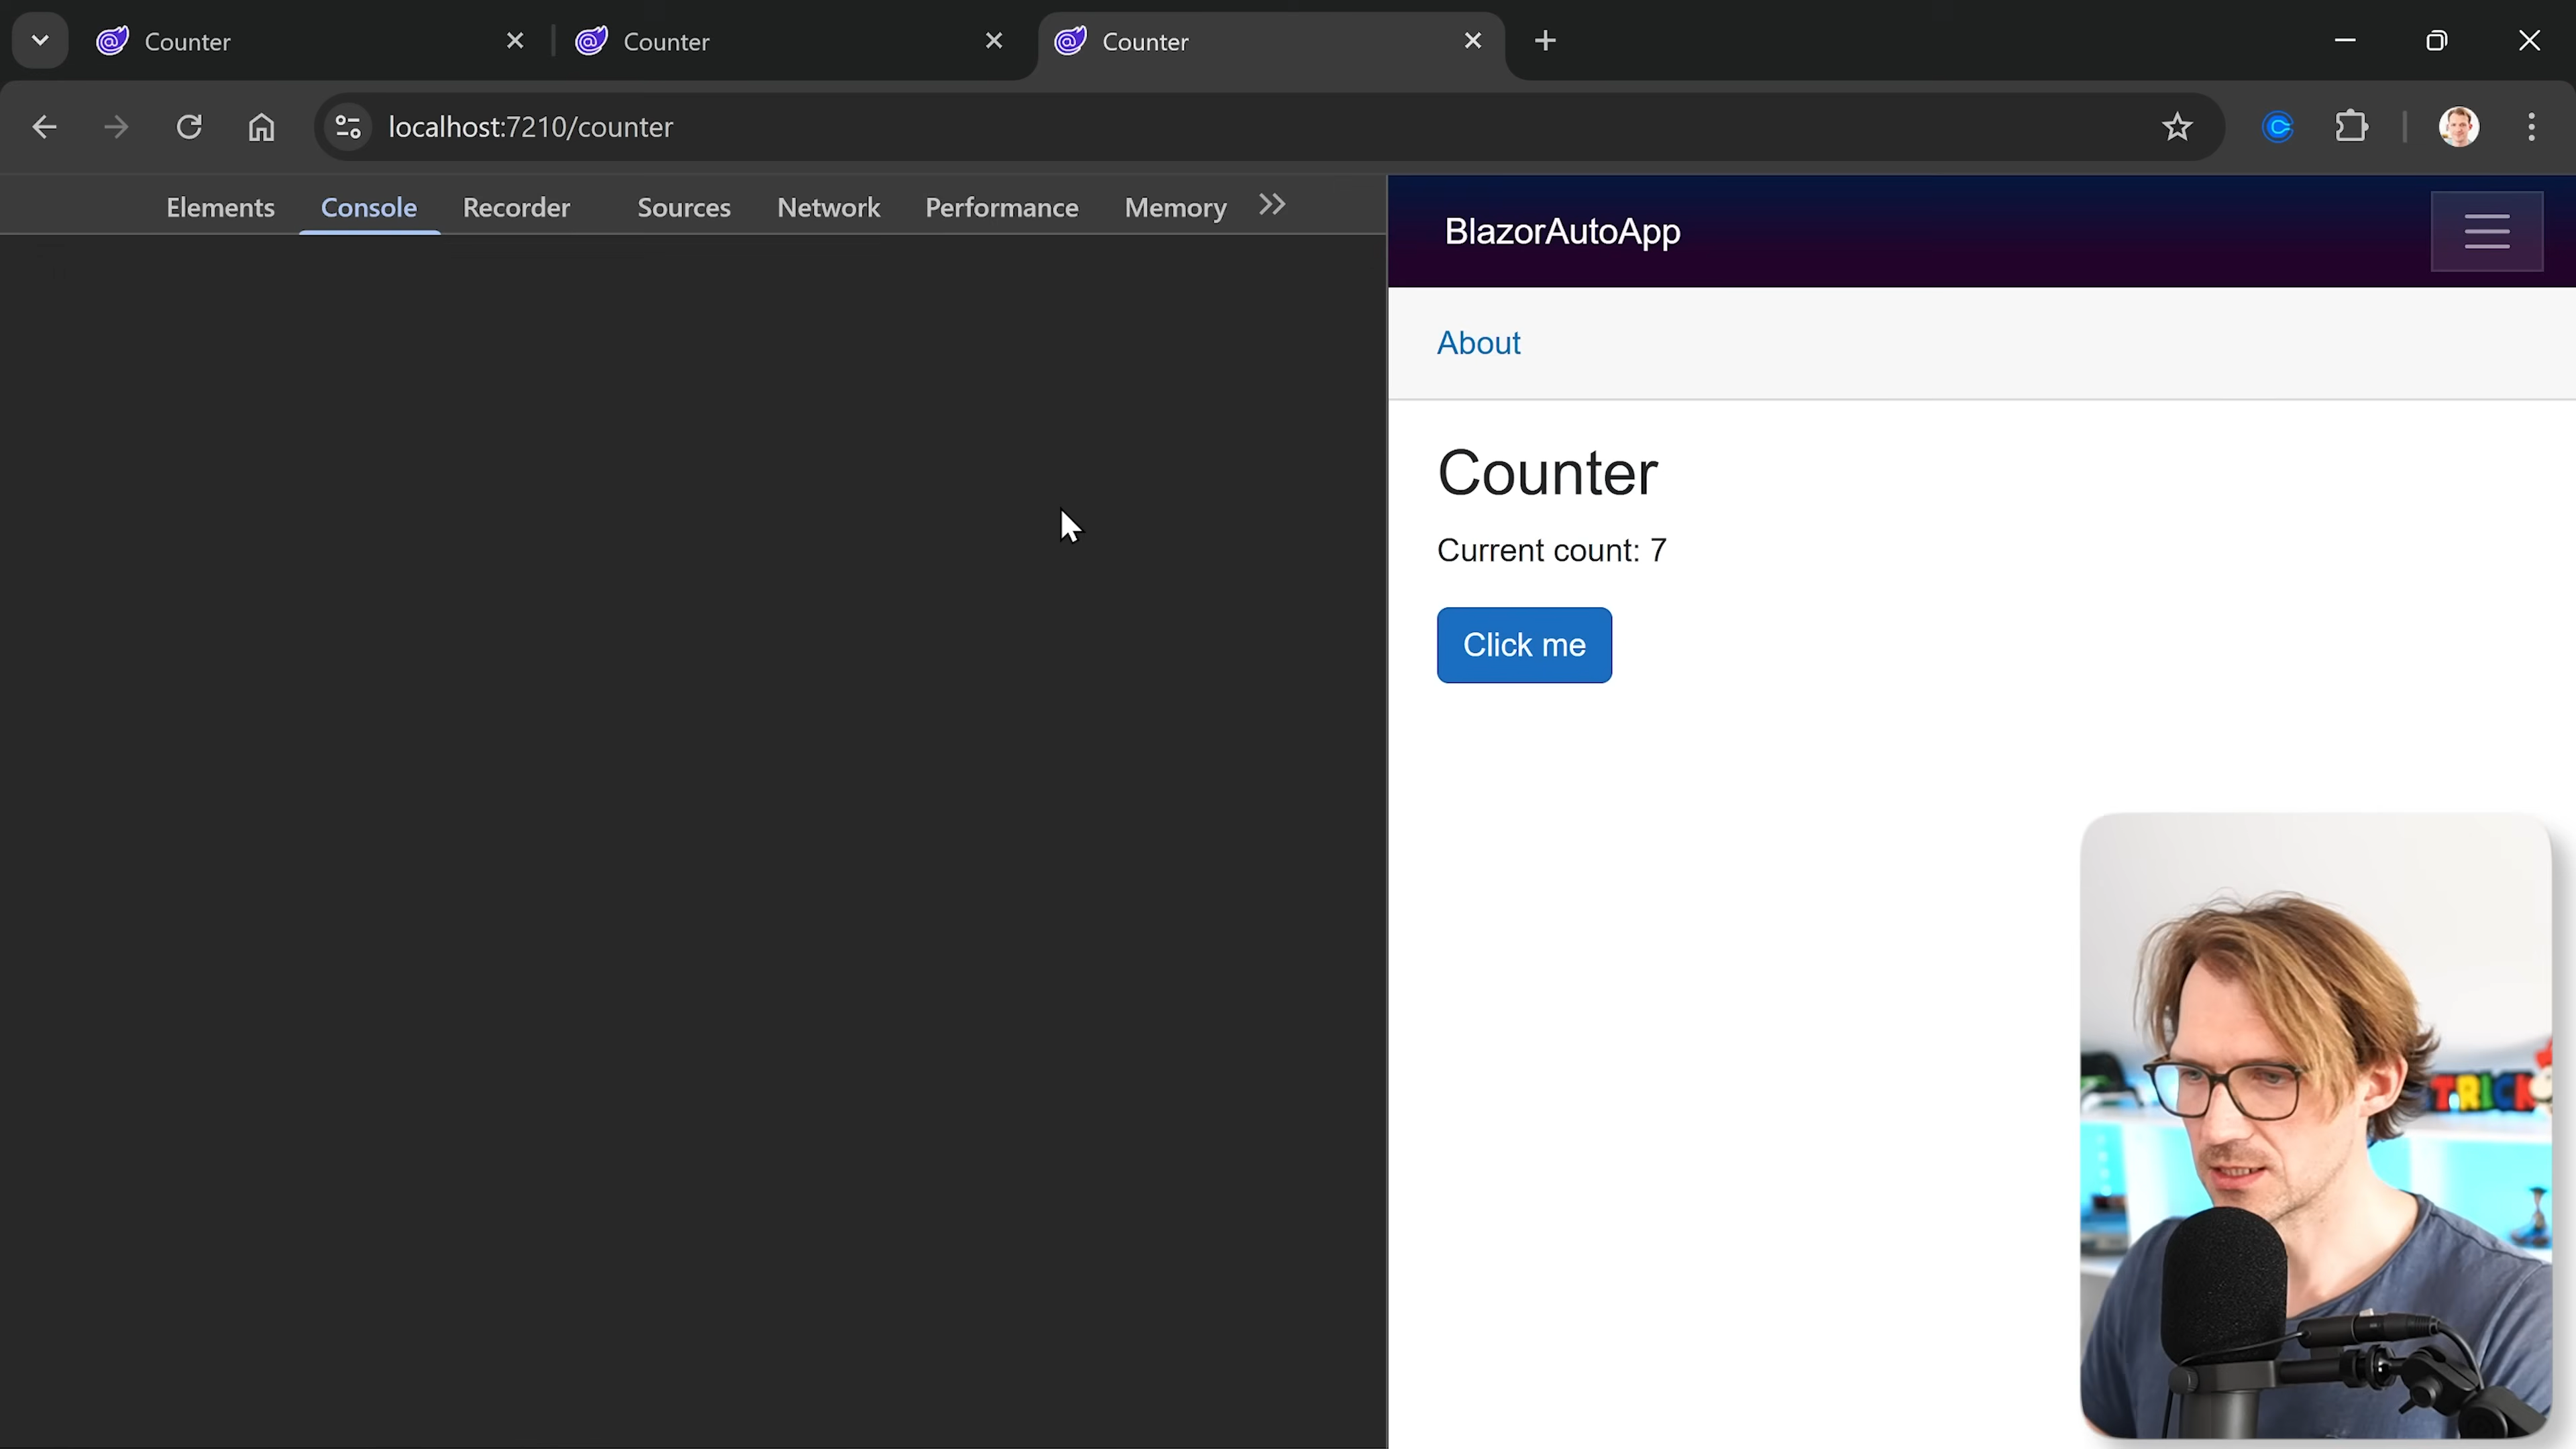 Counter
Counter
Counter
localhost:7210/counter
Elements
Console
Recorder
Sources
Network
Performance
Memory
BlazorAutoApp
About
Counter
Current count: 7
Click me
TRICK